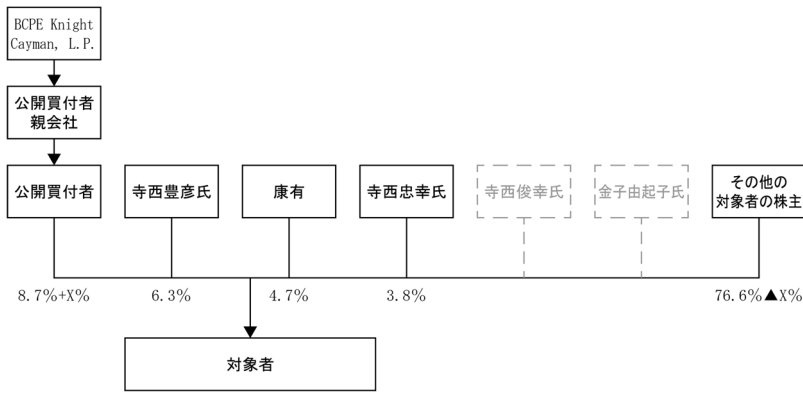 BCPE Knight
Cayman, L.P.
公開買付者
親会社
公開買付者
寺西豊彦氏
康有
寺西忠幸氏
寺西俊幸氏
金子由起子氏
その他の
対象者の株主
8.7%+X%
6.3%
4.7%
3.8%
76.6%▲X%
対象者